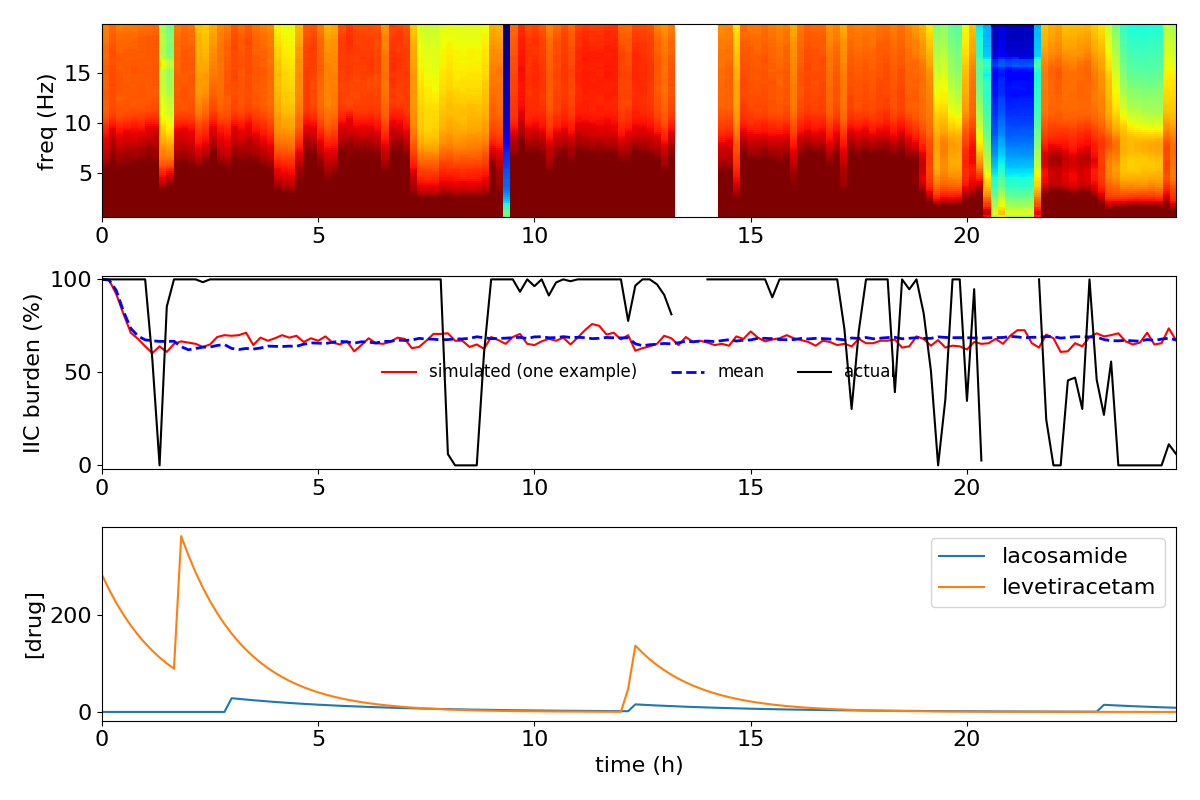 freq (Hz)
15
10
5
0 5 10 15 20
IIC burden (%)
100
50
0
simulated (one example) mean actual
0 5 10 15 20
[drug]
200
0
lacosamide
levetiracetam
0 5 10 15 20
time (h)